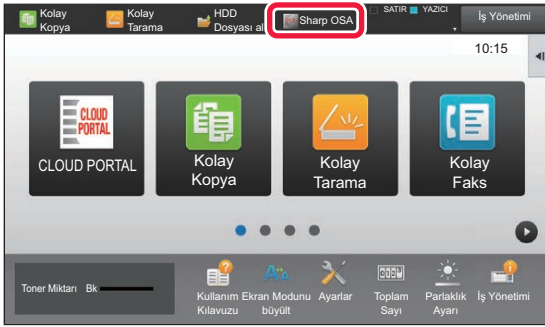 Kolay
Kopya
Kolay
Tarama
HDD
Dosyası al
Sharp OSA
SATIR
YAZICI
İş Yönetimi
10:15
CLOUD
PORTAL
CLOUD PORTAL
Kolay
Kopya
Kolay
Tarama
Kolay
Faks
Toner Miktarı Bk
Kullanım
Kılavuzu
Ekran Modunu
büyült
Ayarlar
Toplam
Sayı
Parlaklık
Ayarı
İş Yönetimi